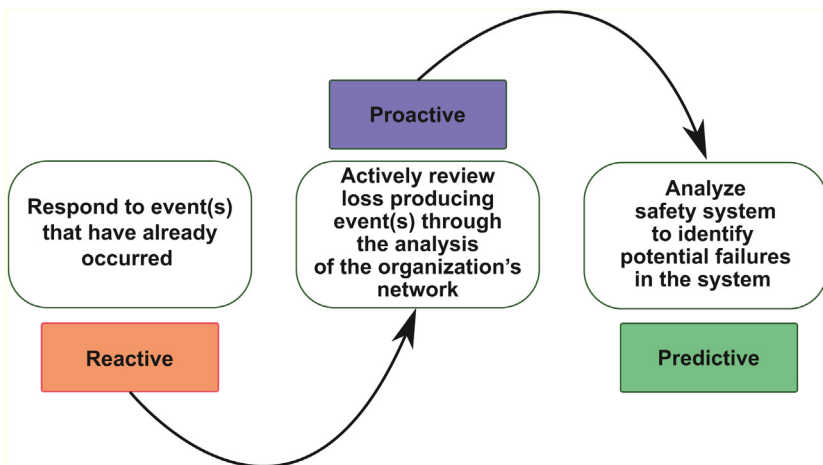 Proactive
Respond to event(s)
that have already
occurred
Actively review
loss producing
event(s) through
the analysis
of the organization’s
network
Analyze
safety system
to identify
potential failures
in the system
Reactive
Predictive